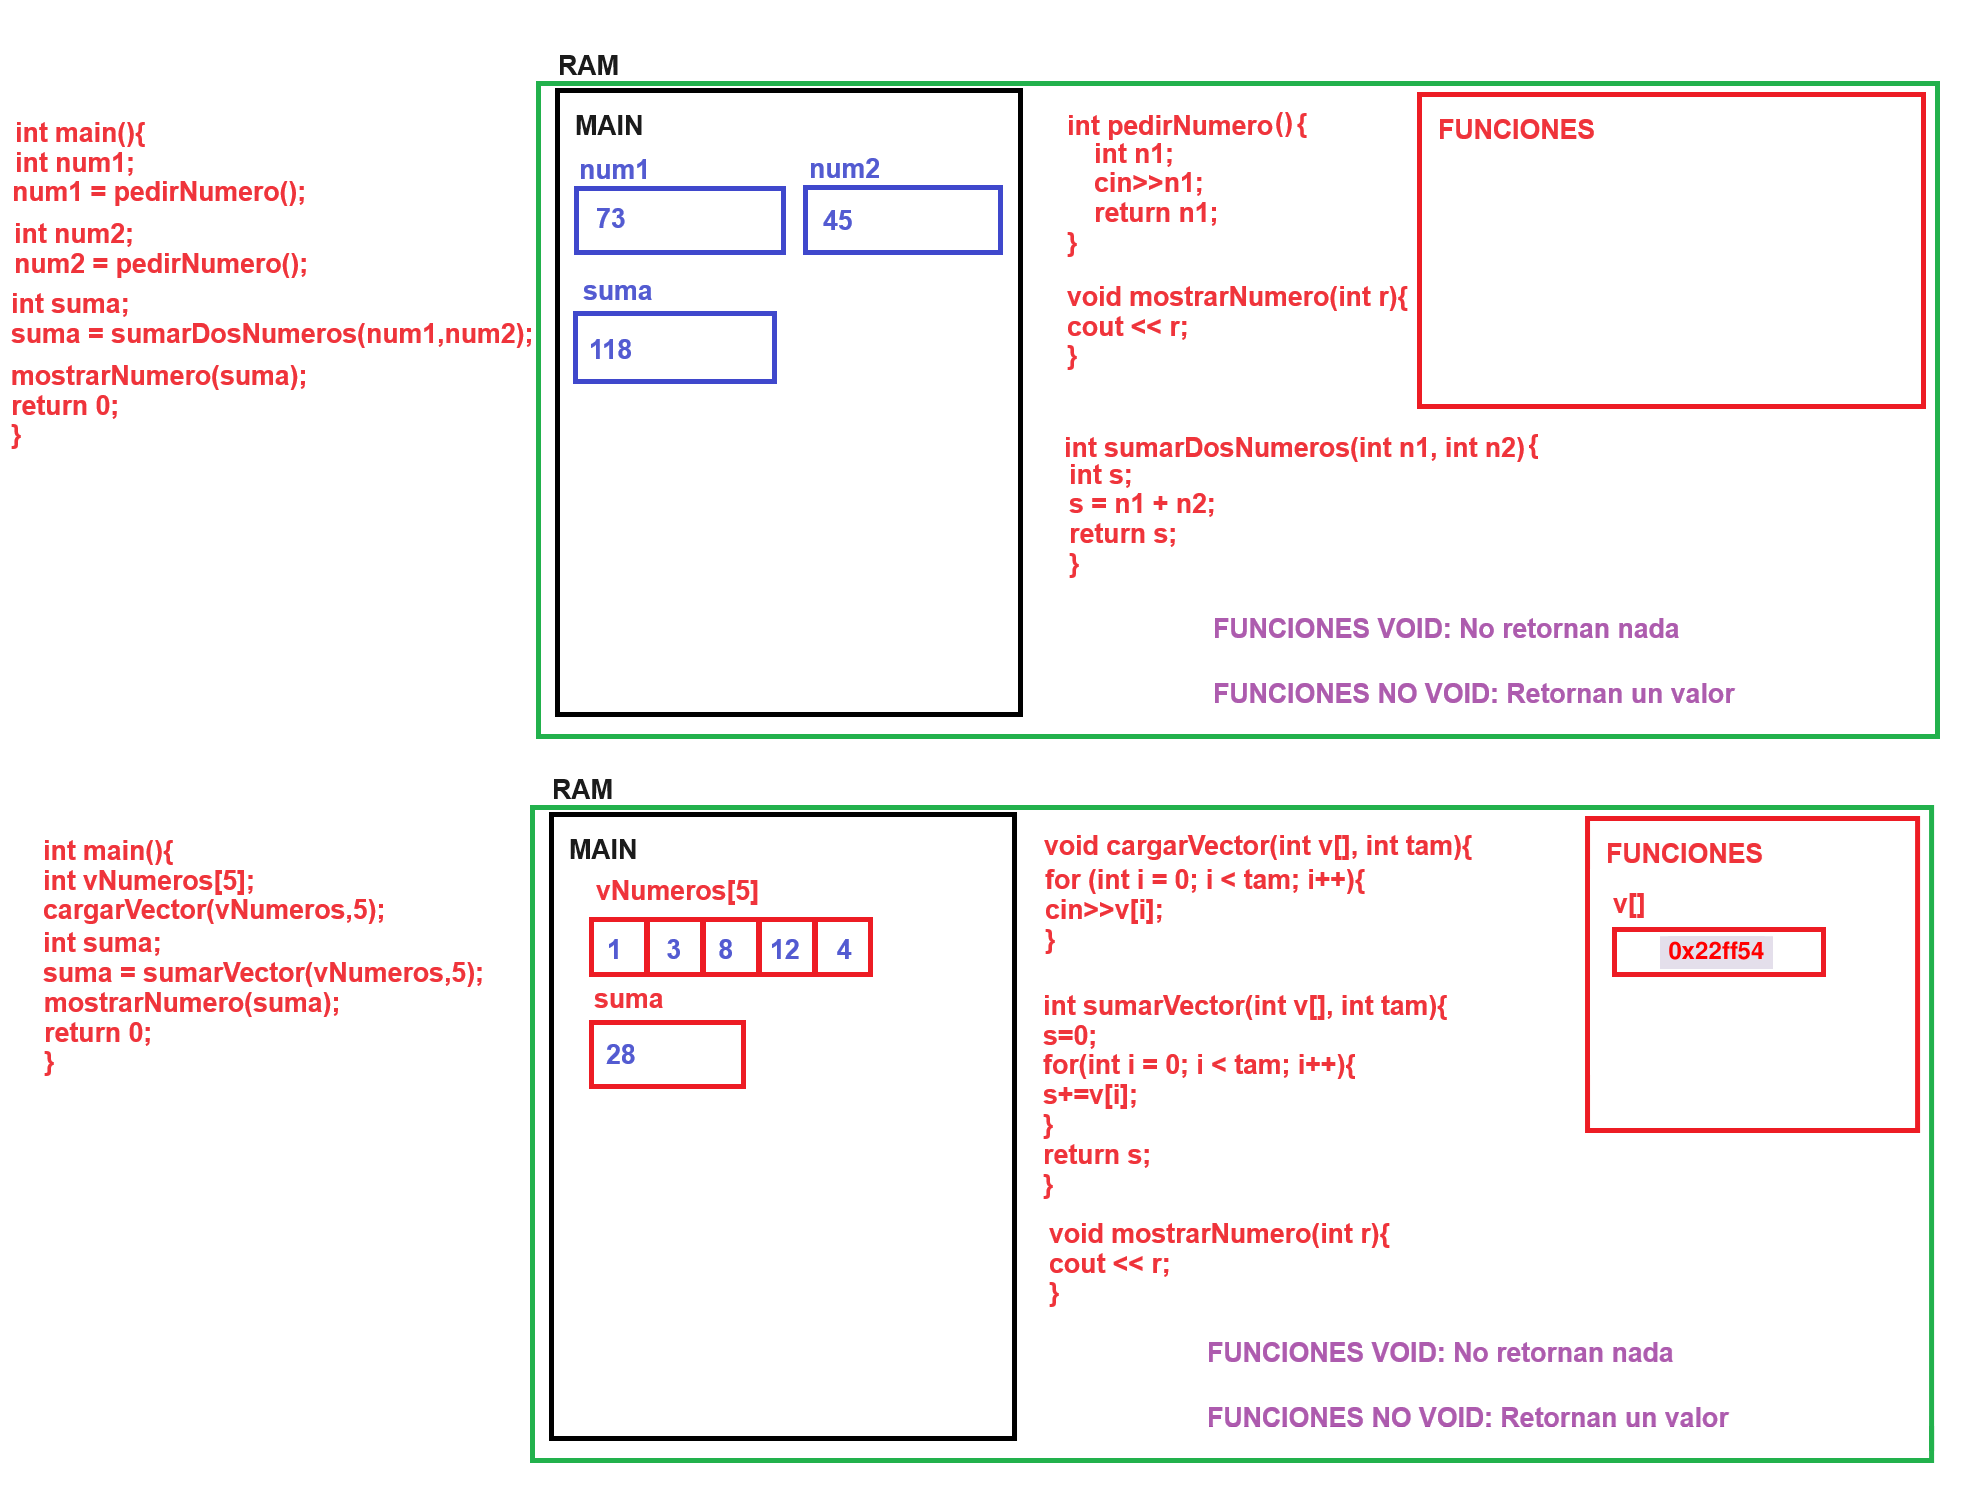 RAM
int main(){
int num1;
num1 = pedirNumero();
int num2;
num2 = pedirNumero();
int suma;
suma = sumarDosNumeros(num1,num2);
mostrarNumero(suma);
return 0;
}
MAIN
num1 num2
73 45
suma
118
int pedirNumero(){
int n1;
cin>>n1;
return n1;
}
void mostrarNumero(int r){
cout << r;
}
FUNCIONES
int sumarDosNumeros(int n1, int n2){
int s;
s = n1 + n2;
return s;
}
FUNCIONES VOID: No retornan nada
FUNCIONES NO VOID: Retornan un valor
RAM
int main(){
int vNumeros[5];
cargarVector(vNumeros,5);
int suma;
suma = sumarVector(vNumeros,5);
mostrarNumero(suma);
return 0;
}
MAIN
vNumeros[5]
1 3 8 12 4
suma
28
void cargarVector(int v[], int tam){
for (int i = 0; i < tam; i++){
cin>>v[i];
}
int sumarVector(int v[], int tam){
s=0;
for(int i = 0; i < tam; i++){
s+=v[i];
}
return s;
}
void mostrarNumero(int r){
cout << r;
}
FUNCIONES
v[]
0x22ff54
FUNCIONES VOID: No retornan nada
FUNCIONES NO VOID: Retornan un valor